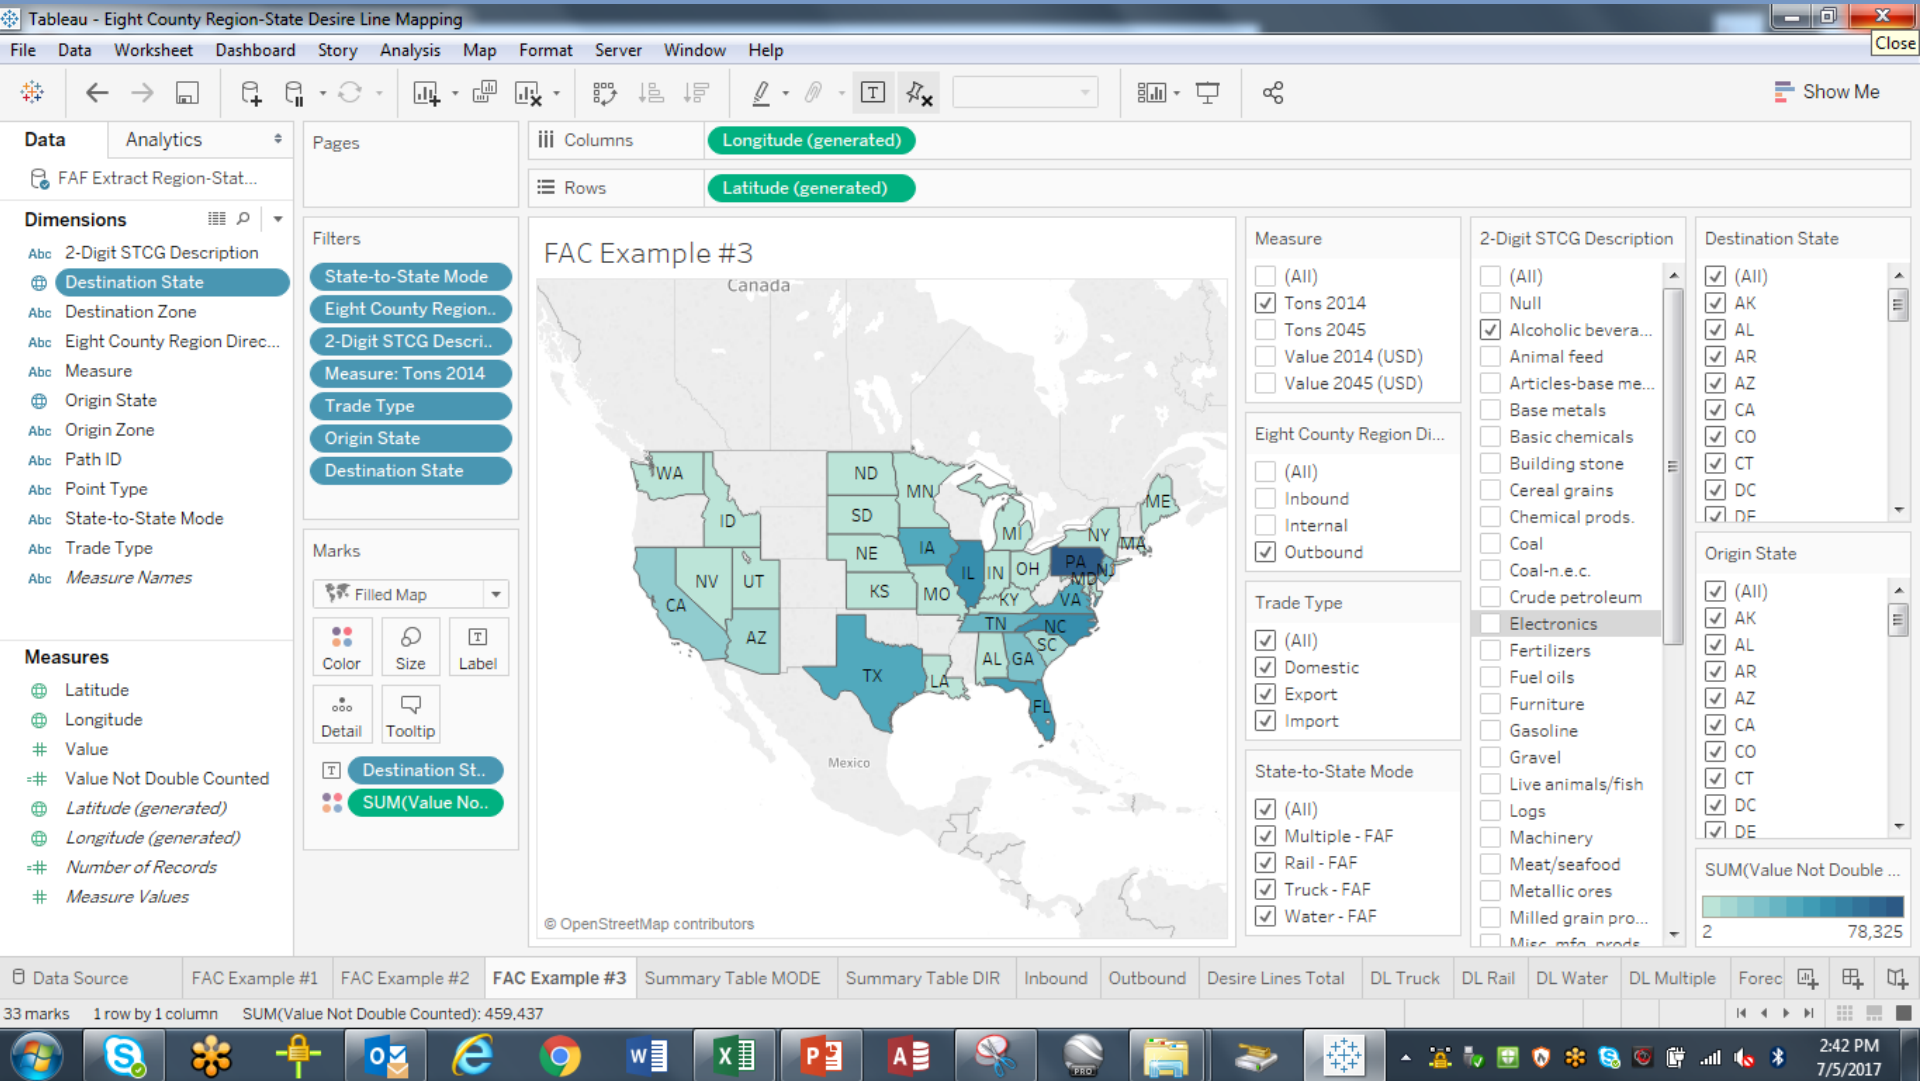 Tableau - Eight County Region-State Desire Line Mapping
Close
File Data Worksheet Dashboard Story Analysis Map Format Server Window Help
Show Me
Data Analytics
FAF Extract Region-Stat...
Dimensions
Abc 2-Digit STCG Description
Destination State
Abc Destination Zone
Abc Eight County Region Direc...
Abc Measure
Origin State
Abc Origin Zone
Abc Path ID
Abc Point Type
Abc State-to-State Mode
Abc Trade Type
Abc Measure Names
Measures
Latitude
Longitude
Value
Value Not Double Counted
Latitude (generated)
Longitude (generated)
Number of Records
Measure Values
Pages
Filters
State-to-State Mode
Eight County Region..
2-Digit STCG Descri..
Measure: Tons 2014
Trade Type
Origin State
Destination State
Marks
Filled Map
Color Size Label
Detail Tooltip
Destination St..
SUM(Value No..
Columns Longitude (generated)
Rows Latitude (generated)
FAC Example #3
Canada
WA ND MN ME
ID SD MI NY MA
NE IA PA NJ
NV UT KS MO IL IN OH MD
CA KY VA
AZ TN NC
TX LA AL GA SC
FL
Mexico
© OpenStreetMap contributors
Measure
(All)
Tons 2014
Tons 2045
Value 2014 (USD)
Value 2045 (USD)
Eight County Region Di...
(All)
Inbound
Internal
Outbound
Trade Type
(All)
Domestic
Export
Import
State-to-State Mode
(All)
Multiple - FAF
Rail - FAF
Truck - FAF
Water - FAF
2-Digit STCG Description
(All)
Null
Alcoholic bevera...
Animal feed
Articles-base me...
Base metals
Basic chemicals
Building stone
Cereal grains
Chemical prods.
Coal
Coal-n.e.c.
Crude petroleum
Electronics
Fertilizers
Fuel oils
Furniture
Gasoline
Gravel
Live animals/fish
Logs
Machinery
Meat/seafood
Metallic ores
Milled grain pro...
Misc. mfg. prods.
Destination State
(All)
AK
AL
AR
AZ
CA
CO
CT
DC
DE
Origin State
(All)
AK
AL
AR
AZ
CA
CO
CT
DC
DE
SUM(Value Not Double ...
2 78,325
Data Source FAC Example #1 FAC Example #2 FAC Example #3 Summary Table MODE Summary Table DIR Inbound Outbound Desire Lines Total DL Truck DL Rail DL Water DL Multiple Forec
33 marks 1 row by 1 column SUM(Value Not Double Counted): 459,437
PRO
2:42 PM
7/5/2017